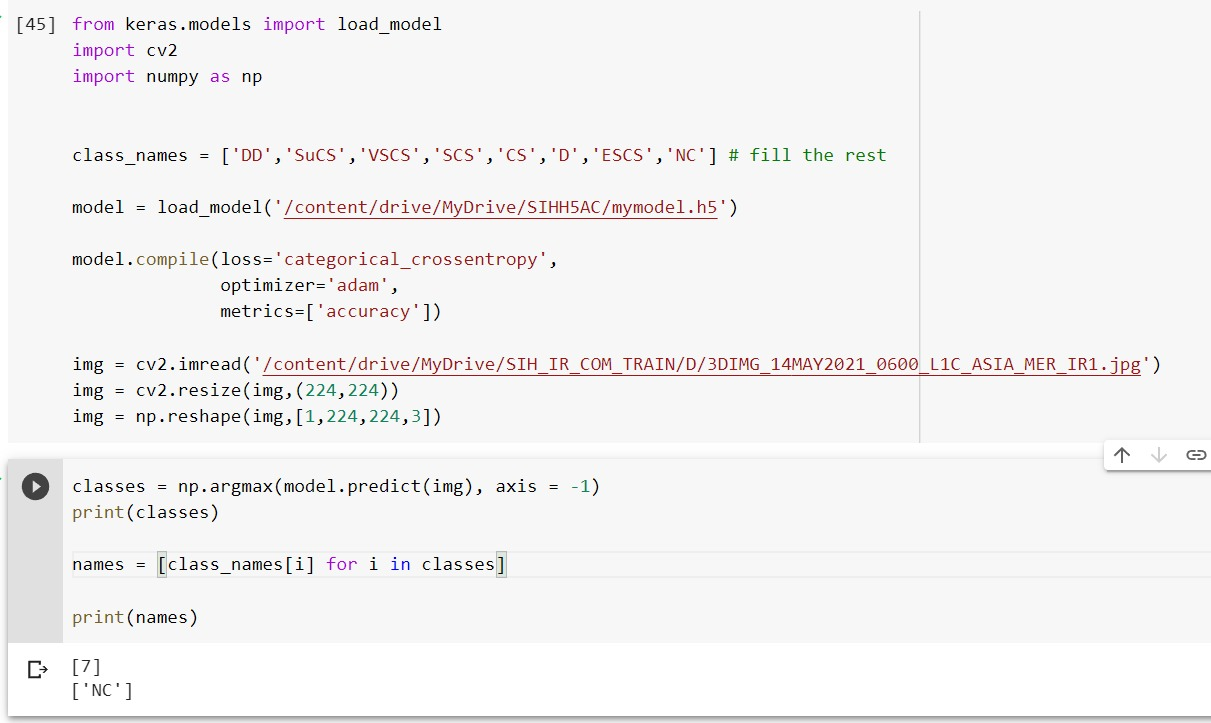 [45] from keras.models import load_model
import cv2
import numpy as np
class_names = ['DD','SuCS','VSCS','SCS','CS','D','ESCS','NC'] # fill the rest
model = load_model('/content/drive/MyDrive/SIHH5AC/mymodel.h5')
model.compile(loss='categorical_crossentropy',
optimizer='adam',
metrics=['accuracy'])
img = cv2.imread('/content/drive/MyDrive/SIH_IR_COM_TRAIN/D/3DIMG_14MAY2021_0600_L1C_ASIA_MER_IR1.jpg')
img = cv2.resize(img,(224,224))
img = np.reshape(img,[1,224,224,3])
classes = np.argmax(model.predict(img), axis = -1)
print(classes)
names = [class_names[i] for i in classes]
print(names)
[7]
['NC']